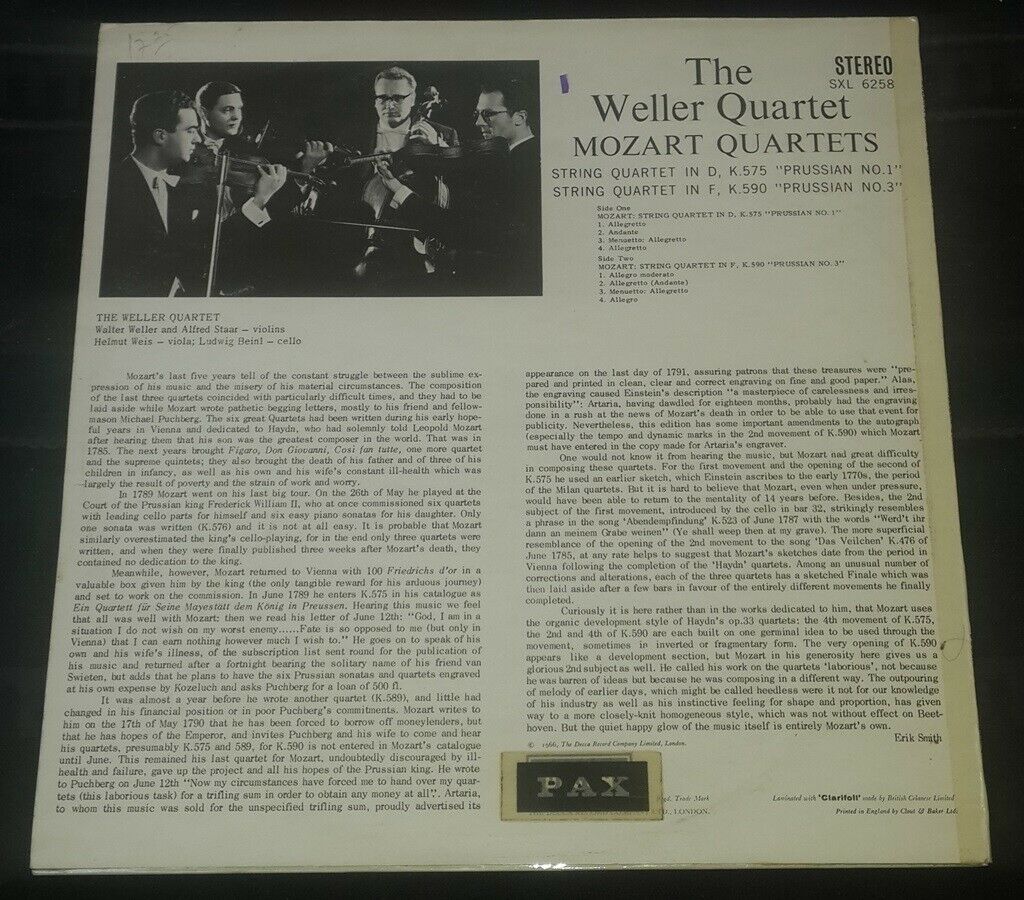 The
Weller Quartet
MOZART QUARTETS
STEREO
SXL 6258
STRING QUARTET IN D, K.575 "PRUSSIAN NO.1"
STRING QUARTET IN F, K.590 "PRUSSIAN NO.3"
Side One
MOZART: STRING QUARTET IN D, K.575 "PRUSSIAN NO. 1"
1. Allegretto
2. Andante
3. Menuetto: Allegretto
4. Allegretto
Side Two
MOZART: STRING QUARTET IN F, K.590 "PRUSSIAN NO. 3"
1. Allegro moderato
2. Allegretto (Andante)
3. Menuetto: Allegretto
4. Allegro
THE WELLER QUARTET
Walter Weller and Alfred Staar – violins
Helmut Weis – viola; Ludwig Beinl – cello
Mozart's last five years tell of the constant struggle between the sublime ex-
pression of his music and the misery of his material circumstances. The composition
of the last three quartets coincided with particularly difficult times, and they had to be
laid aside while Mozart wrote pathetic begging letters, mostly to his friend and fellow-
mason Michael Puchberg. The six great Quartets had been written during his early hope-
ful years in Vienna and dedicated to Haydn, who had solemnly told Leopold Mozart
after hearing them that his son was the greatest composer in the world. That was in
1785. The next years brought Figaro, Don Giovanni, Cosi fan tutte, one more quartet
and the supreme quintets; they also brought the death of his father and of three of his
children in infancy, as well as his own and his wife's constant ill-health which was
largely the result of poverty and the strain of work and worry.
In 1789 Mozart went on his last big tour. On the 26th of May he played at the
Court of the Prussian king Frederick William II, who at once commissioned six quartets
with leading cello parts for himself and six easy piano sonatas for his daughter. Only
one sonata was written (K.576) and it is not at all easy. It is probable that Mozart
similarly overestimated the king's cello-playing, for in the end only three quartets were
written, and when they were finally published three weeks after Mozart's death, they
contained no dedication to the king.
Meanwhile, however, Mozart returned to Vienna with 100 Friedrichs d'or in a
valuable box given him by the king (the only tangible reward for his arduous journey)
and set to work on the commission. In June 1789 he enters K.575 in his catalogue as
Ein Quartett für Seine Mayestätt dem König in Preussen. Hearing this music we feel
that all was well with Mozart; then we read his letter of June 12th: "God, I am in a
situation I do not wish on my worst enemy......Fate is so opposed to me (but only in
Vienna) that I can earn nothing however much I wish to." He goes on to speak of his
own and his wife's illness, of the subscription list sent round for the publication of
his music and returned after a fortnight bearing the solitary name of his friend van
Swieten, but adds that he plans to have the six Prussian sonatas and quartets engraved
at his own expense by Kozeluch and asks Puchberg for a loan of 500 fl.
It was almost a year before he wrote another quartet (K.589), and little had
changed in his financial position or in poor Puchberg's commitments. Mozart writes to
him on the 17th of May 1790 that he has been forced to borrow off moneylenders, but
that he has hopes of the Emperor, and invites Puchberg and his wife to come and hear
his quartets, presumably K.575 and 589, for K.590 is not entered in Mozart's catalogue
until June. This remained his last quartet for Mozart, undoubtedly discouraged by ill-
health and failure, gave up the project and all his hopes of the Prussian king. He wrote
to Puchberg on June 12th "Now my circumstances have forced me to hand over my quar-
tets (this laborious task) for a trifling sum in order to obtain any money at all". Artaria,
to whom this music was sold for the unspecified trifling sum, proudly advertised its
appearance on the last day of 1791, assuring patrons that these treasures were "pre-
pared and printed in clean, clear and correct engraving on fine and good paper." Alas,
the engraving caused Einstein's description "a masterpiece of carelessness and irres-
ponsibility": Artaria, having dawdled for eighteen months, probably had the engraving
done in a rush at the news of Mozart's death in order to be able to use that event for
publicity. Nevertheless, this edition has some important amendments to the autograph
(especially the tempo and dynamic marks in the 2nd movement of K.590) which Mozart
must have entered in the copy made for Artaria's engraver.
One would not know it from hearing the music, but Mozart had great difficulty
in composing these quartets. For the first movement and the opening of the second of
K.575 he used an earlier sketch, which Einstein ascribes to the early 1770s, the period
of the Milan quartets. But it is hard to believe that Mozart, even when under pressure,
would have been able to return to the mentality of 14 years before. Besides, the 2nd
subject of the first movement, introduced by the cello in bar 32, strikingly resembles
a phrase in the song 'Abendempfindung' K.523 of June 1787 with the words "Werd't ihr
dann an meinem Grabe weinen" (Ye shall weep then at my grave). The more superficial
resemblance of the opening of the 2nd movement to the song 'Das Veilchen' K.476 of
June 1785, at any rate helps to suggest that Mozart's sketches date from the period in
Vienna following the completion of the 'Haydn' quartets. Among an unusual number of
corrections and alterations, each of the three quartets has a sketched Finale which was
then laid aside after a few bars in favour of the entirely different movements he finally
completed.
Curiously it is here rather than in the works dedicated to him, that Mozart uses
the organic development style of Haydn's op.33 quartets: the 4th movement of K.575,
the 2nd and 4th of K.590 are each built on one germinal idea to be used through the
movement, sometimes in inverted or fragmentary form. The very opening of K.590
appears like a development section, but Mozart in his generosity here gives us a
glorious 2nd subject as well. He called his work on the quartets 'laborious', not because
he was barren of ideas but because he was composing in a different way. The outpouring
of melody of earlier days, which might be called heedless were it not for our knowledge
of his industry as well as his instinctive feeling for shape and proportion, has given
way to a more closely-knit homogeneous style, which was not without effect on Beet-
hoven. But the quiet happy glow of the music itself is entirely Mozart's own.
Erik Smith
© 1966, The Decca Record Company Limited, London.
PAX
gd. Trade Mark
., LONDON.
Laminated with 'Clarifoil' made by British Celanese Limited
Printed in England by Clout & Baker Ltd.